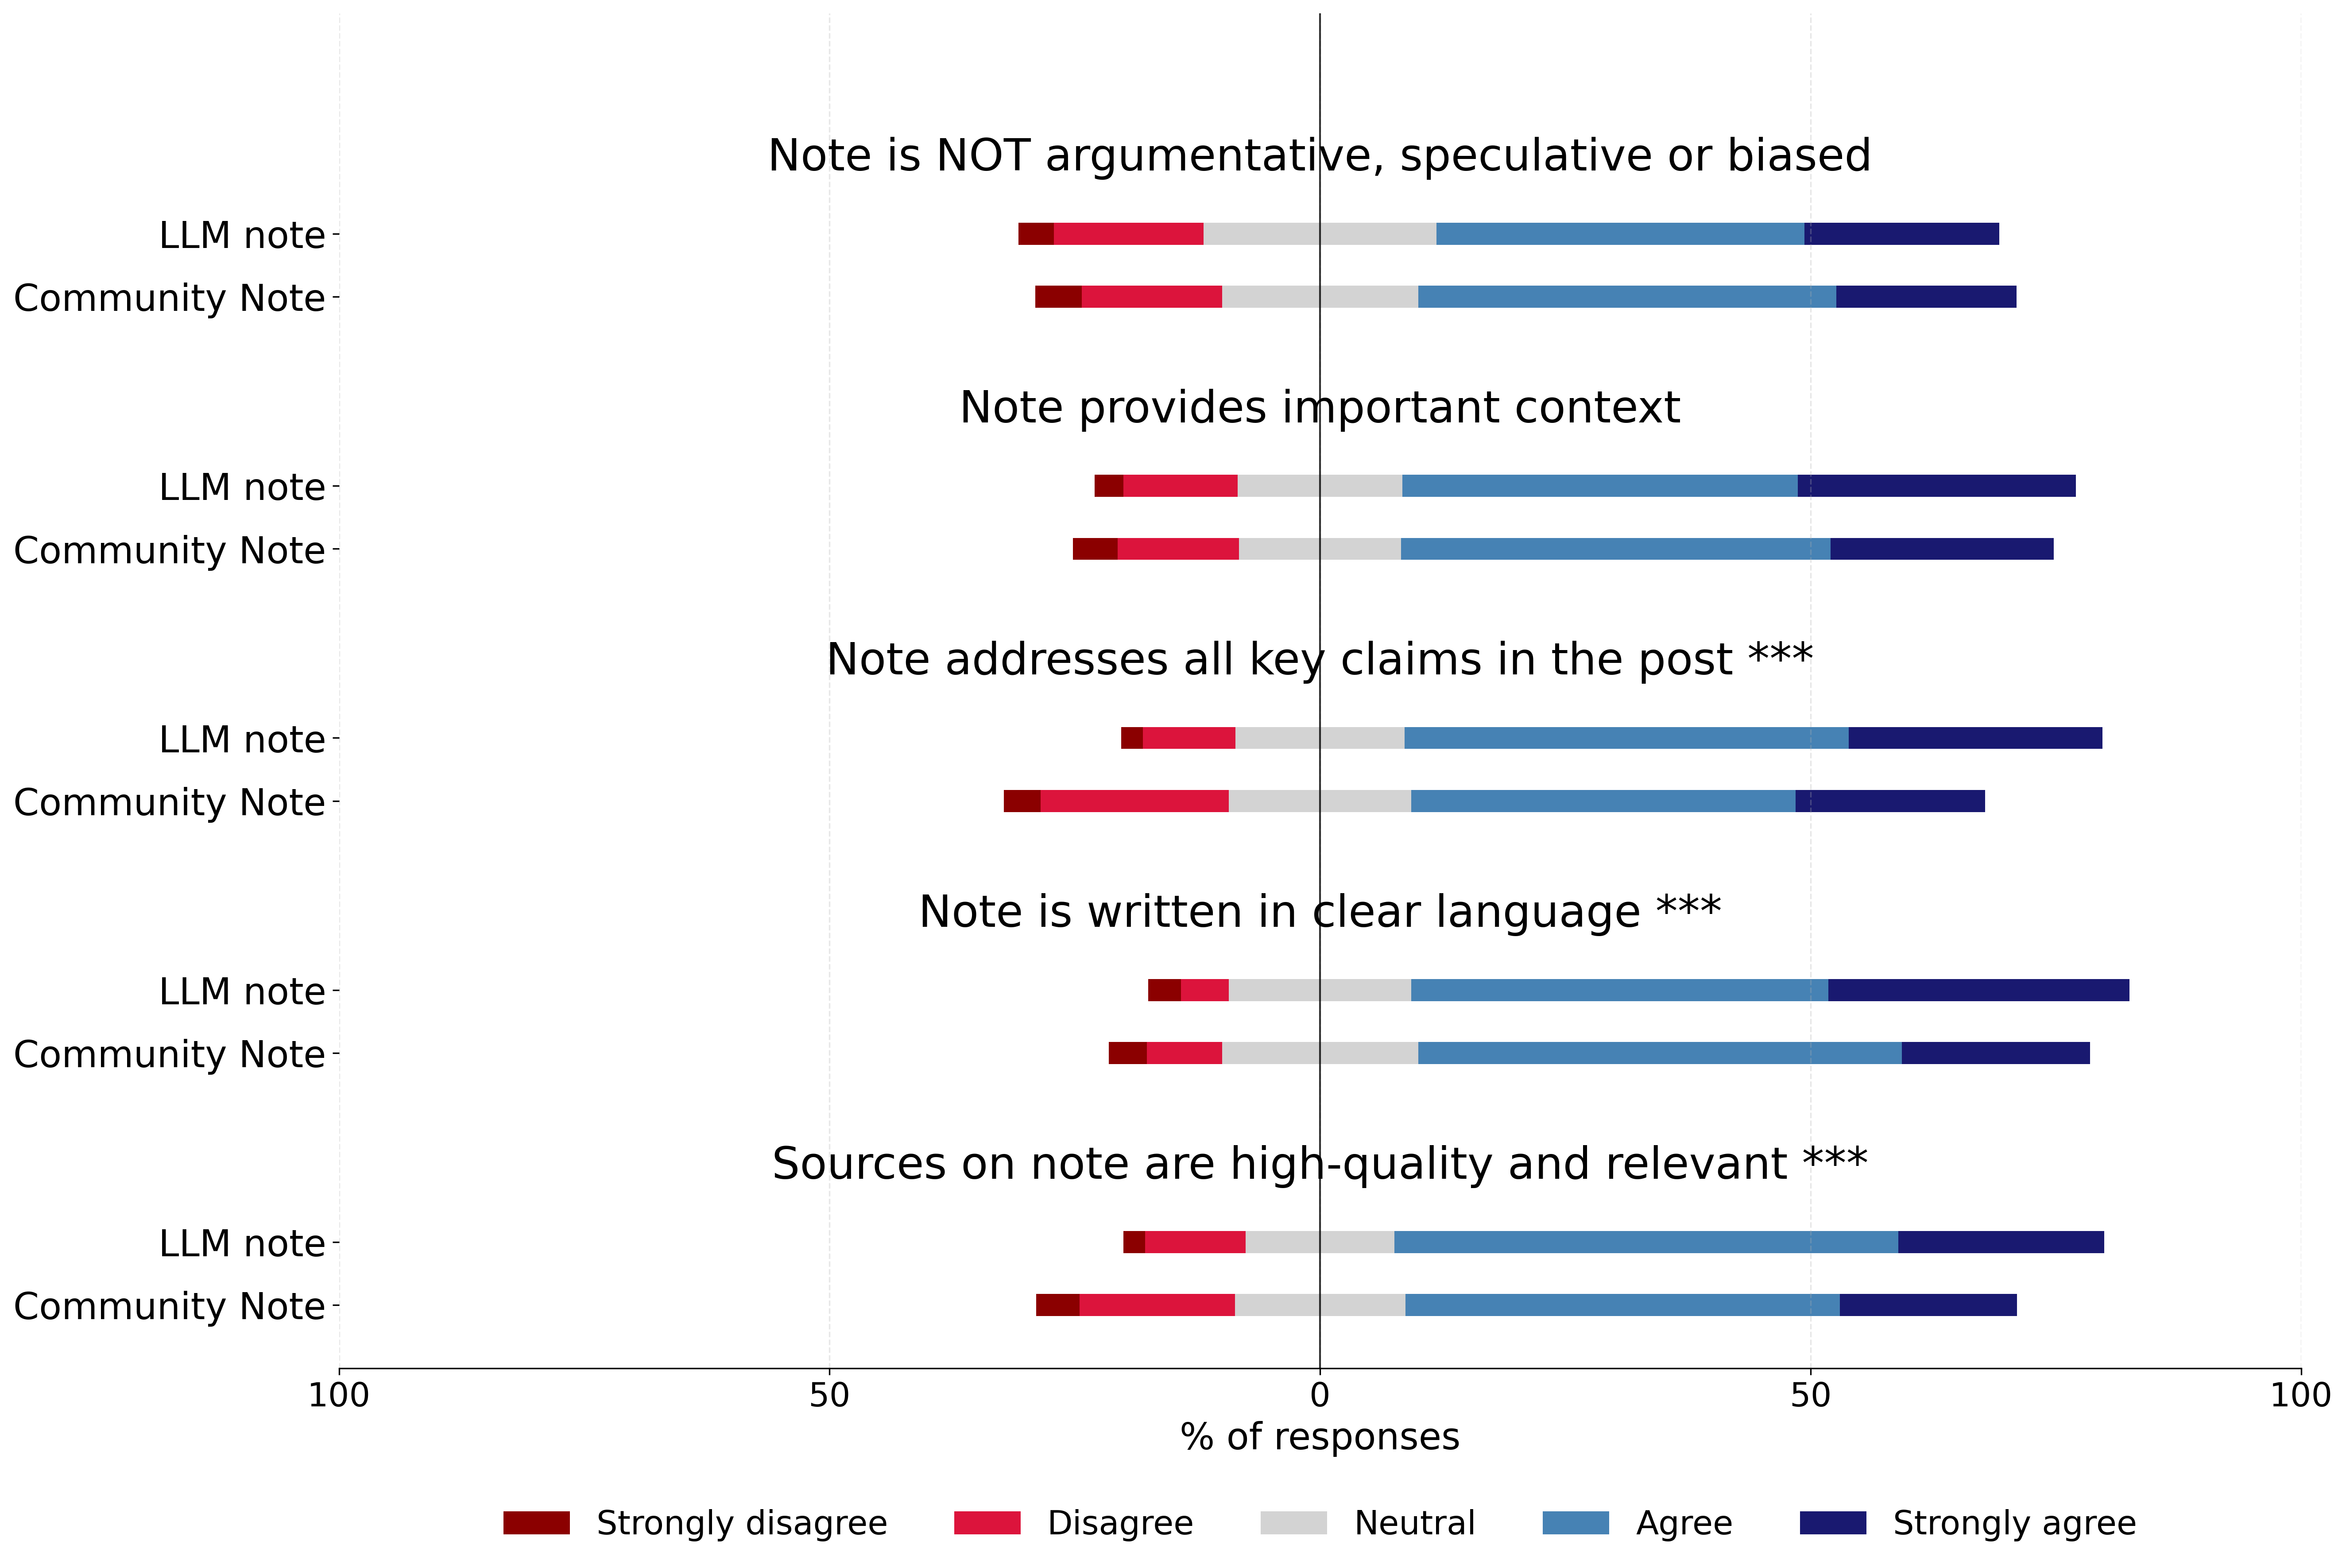 Note is NOT argumentative, speculative or biased
LLM note
Community Note
Note provides important context
LLM note
Community Note
Note addresses all key claims in the post ***
LLM note
Community Note
Note is written in clear language ***
LLM note
Community Note
Sources on note are high-quality and relevant ***
LLM note
Community Note
100 50 0 50 100
% of responses
Strongly disagree Disagree Neutral Agree Strongly agree